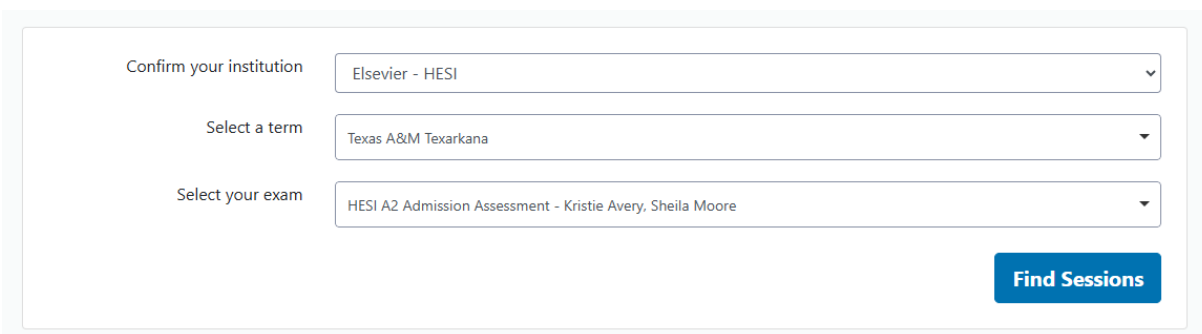 Confirm your institution
Elsevier - HESI
Select a term
Texas A&M Texarkana
Select your exam
HESI A2 Admission Assessment - Kristie Avery, Sheila Moore
Find Sessions